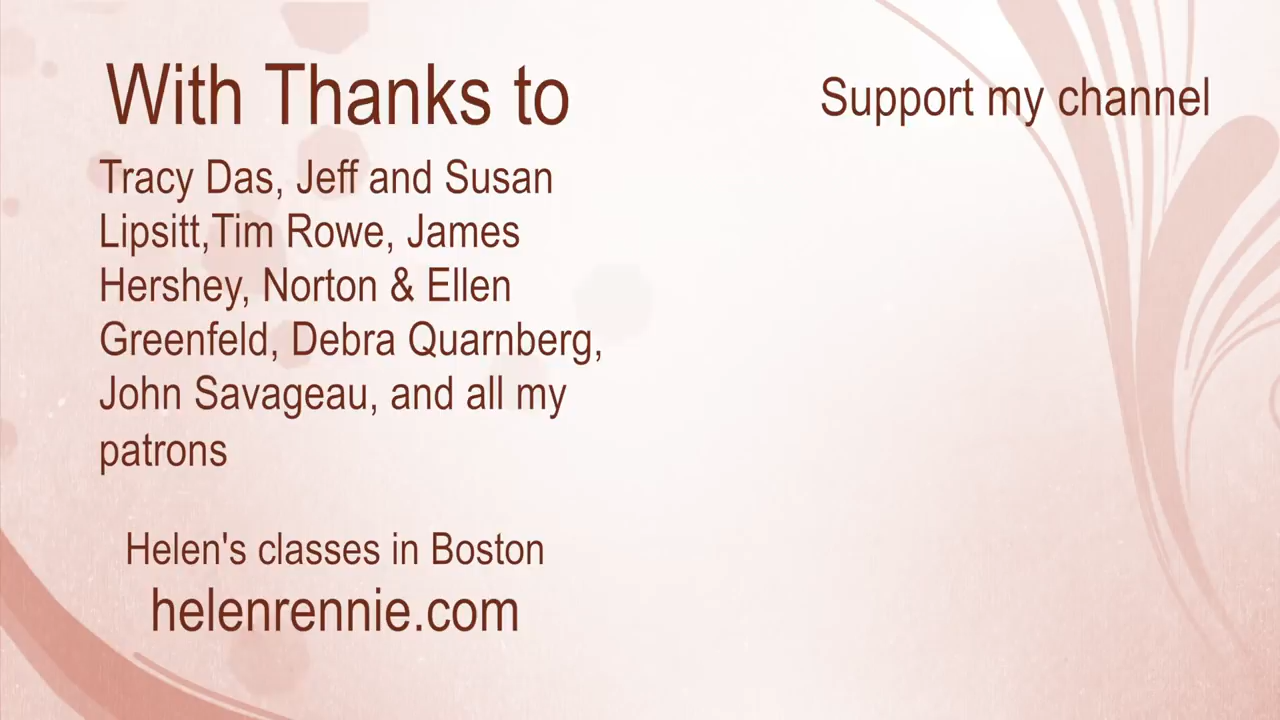 With Thanks to
Support my channel
Tracy Das, Jeff and Susan
Lipsitt,Tim Rowe, James
Hershey, Norton & Ellen
Greenfeld, Debra Quarnberg,
John Savageau, and all my
patrons
Helen's classes in Boston
helenrennie.com